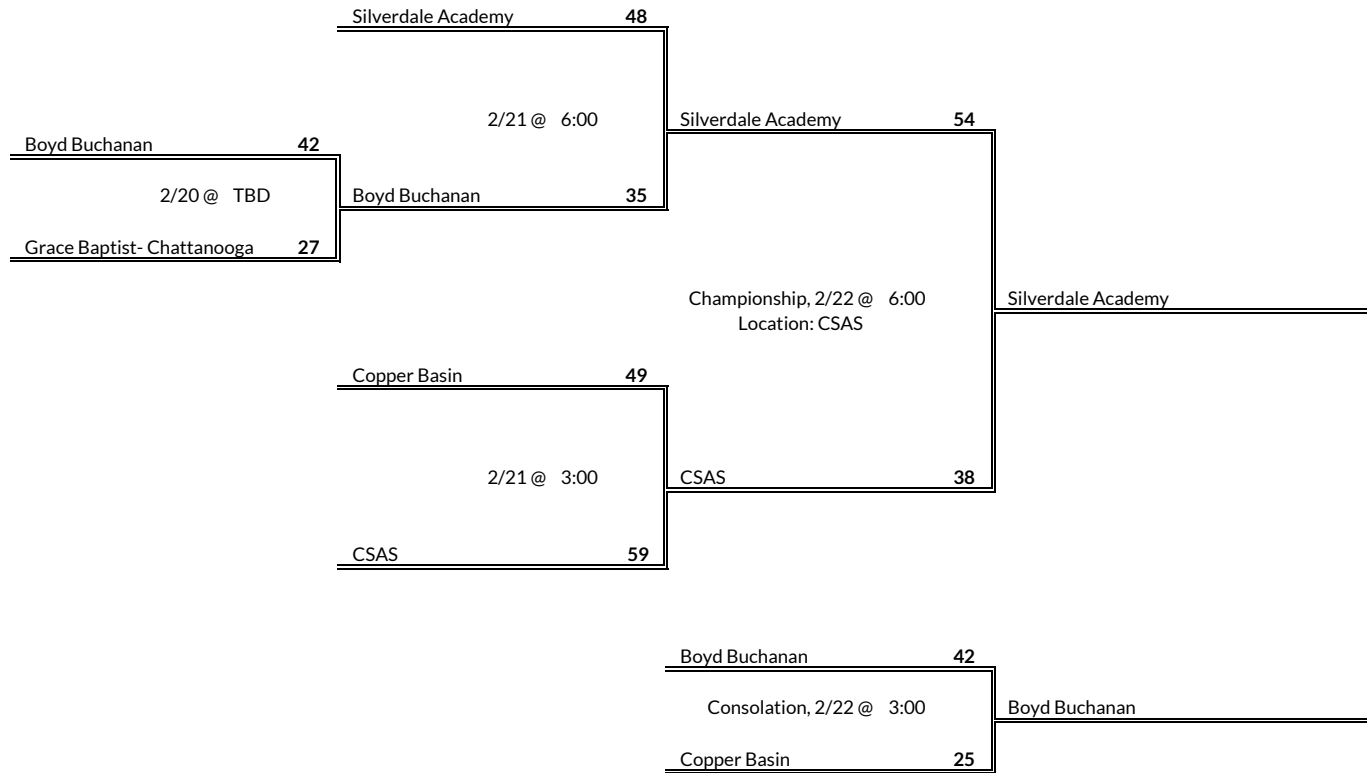 Silverdale Academy 48
2/21 @ 6:00
Silverdale Academy 54
Boyd Buchanan 42
2/20 @ TBD
Boyd Buchanan 35
Grace Baptist- Chattanooga 27
Championship, 2/22 @ 6:00
Silverdale Academy
Location: CSAS
Copper Basin 49
2/21 @ 3:00
CSAS 38
CSAS 59
Boyd Buchanan 42
Consolation, 2/22 @ 3:00
Boyd Buchanan
Copper Basin 25